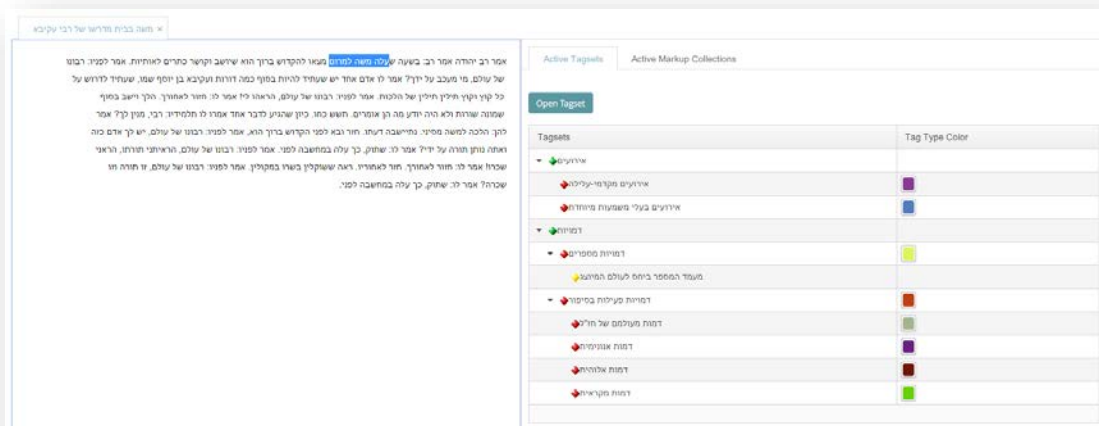 משה בבית מדרשו של רבי עקיבא ×
אמר רב יהודה אמר רב: בשעה שעלה משה למרום מצאו להקדוש ברוך הוא שיושב וקושר כתרים לאותיות. אמר לפניו: רבונו
של עולם, מי מעכב על ידך? אמר לו אדם אחד יש שעתיד להיות בסוף כמה דורות ועקיבא בן יוסף שמו, שעתיד לדרוש על
כל קוץ וקוץ תילין תילין של הלכות. אמר לפניו: רבונו של עולם, הראהו לי! אמר לו: חזור לאחורך. הלך וישב בסוף
שמונה שורות ולא היה יודע מה הן אומרים. תשש כחו. כיון שהגיע לדבר אחד אמרו לו תלמידיו: רבי, מנין לך? אמר
להן: הלכה למשה מסיני. נתיישבה דעתו. חזר ובא לפני הקדוש ברוך הוא, אמר לפניו: רבונו של עולם, יש לך אדם כזה
ואתה נותן תורה על ידי? אמר לו: שתוק, כך עלה במחשבה לפני. אמר לפניו: רבונו של עולם, הראיתני תורתו, הראני
שכרו! אמר לו: חזור לאחורך. חזר לאחוריו. ראה ששוקלין בשרו במקולין. אמר לפניו: רבונו של עולם, זו תורה וזו
שכרה? אמר לו: שתוק, כך עלה במחשבה לפני.
Active Tagsets
Active Markup Collections
Open Tagset
Tagsets
Tag Type Color
אירועים
אירועים מקדמי-עלילה
אירועים בעלי משמעות מיוחדת
דמויות
דמויות מספרים
מעמד המספר ביחס לעולם המיוצג
דמויות פעילות בסיפור
דמות מעולמם של חז"ל
דמות אנונימית
דמות אלוהית
דמות מקראית